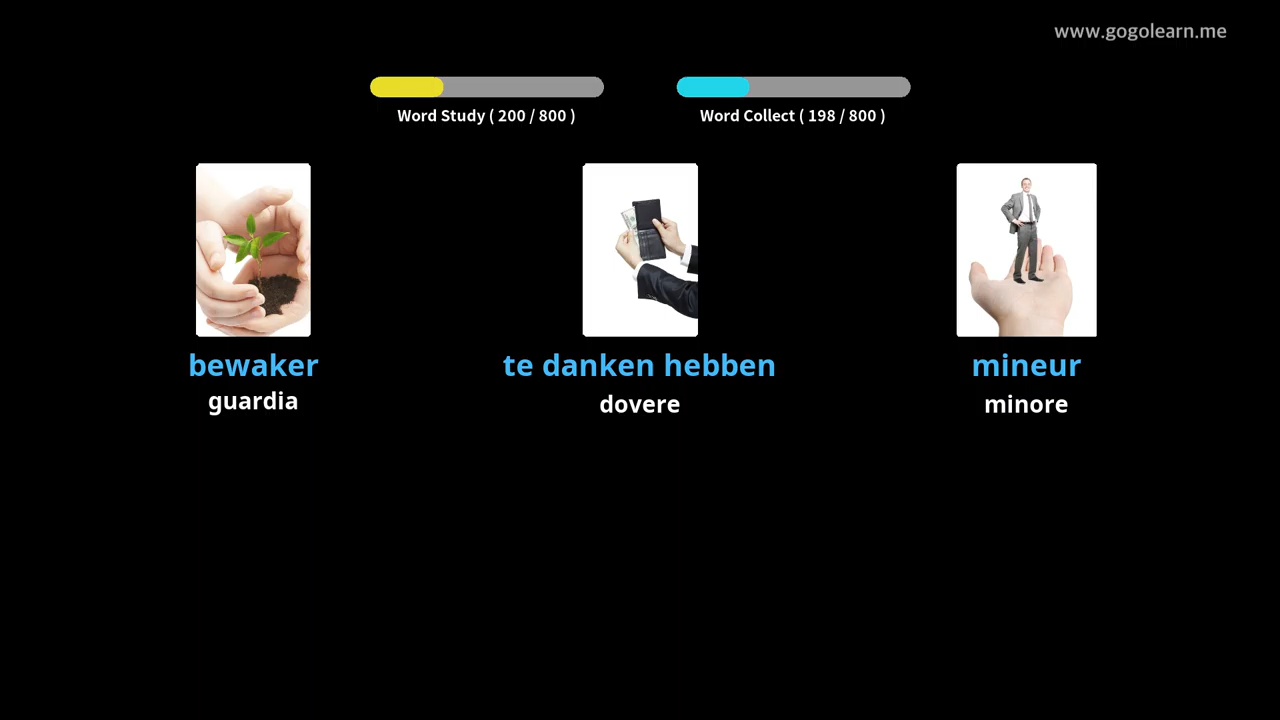 www.gogolearn.me
Word Study ( 200 / 800 )
Word Collect ( 198 / 800 )
bewaker
te danken hebben
mineur
guardia
dovere
minore